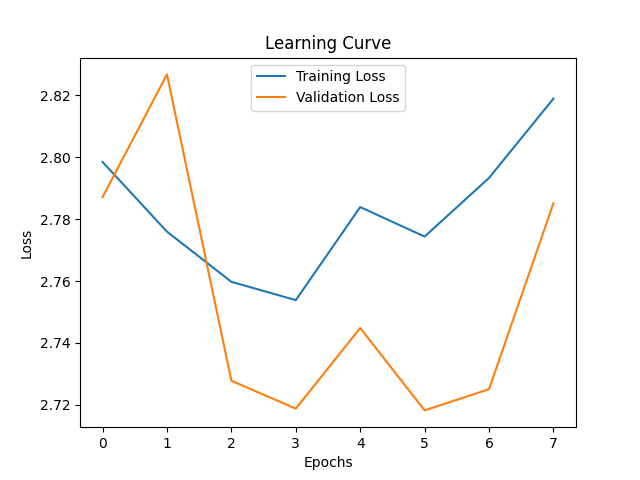 Learning Curve
Training Loss
Validation Loss
2.82
2.80
2.78
2.76
2.74
2.72
Loss
0 1 2 3 4 5 6 7
Epochs